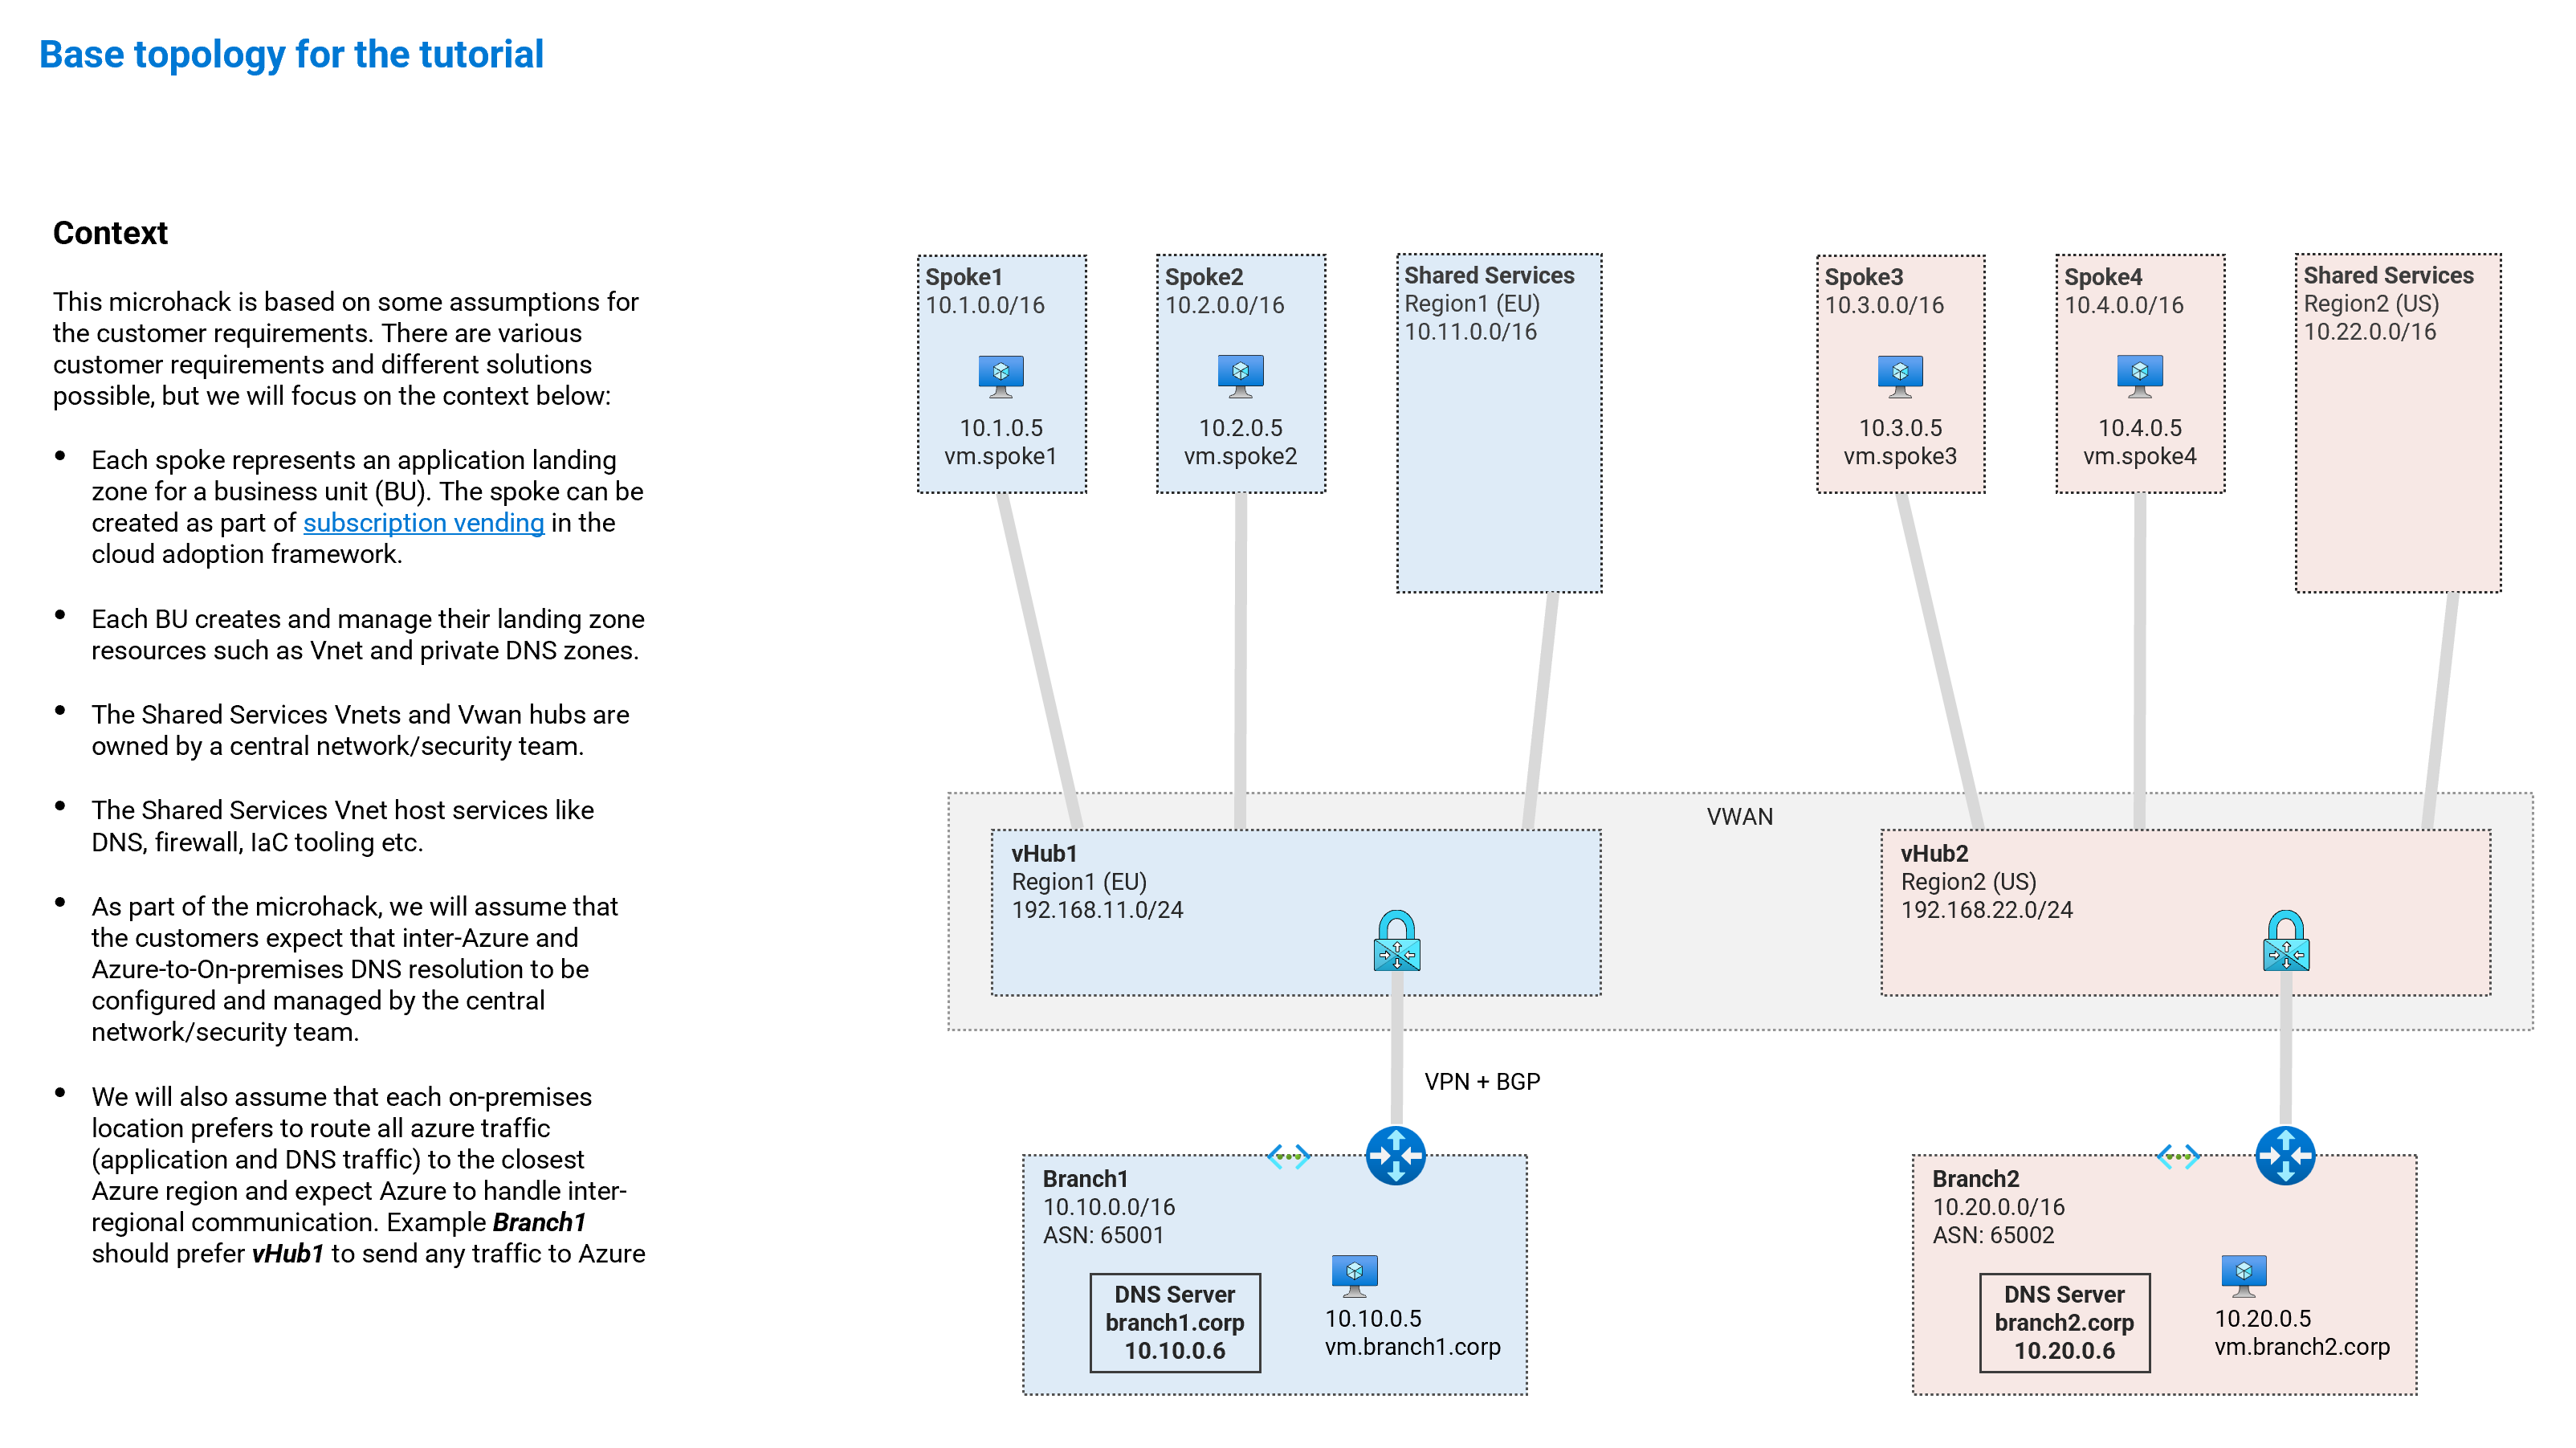 Base topology for the tutorial
Context
This microhack is based on some assumptions for
the customer requirements. There are various
customer requirements and different solutions
possible, but we will focus on the context below:
• Each spoke represents an application landing
zone for a business unit (BU). The spoke can be
created as part of subscription vending in the
cloud adoption framework.
• Each BU creates and manage their landing zone
resources such as Vnet and private DNS zones.
• The Shared Services Vnets and Vwan hubs are
owned by a central network/security team.
• The Shared Services Vnet host services like
DNS, firewall, IaC tooling etc.
• As part of the microhack, we will assume that
the customers expect that inter-Azure and
Azure-to-On-premises DNS resolution to be
configured and managed by the central
network/security team.
• We will also assume that each on-premises
location prefers to route all azure traffic
(application and DNS traffic) to the closest
Azure region and expect Azure to handle inter-
regional communication. Example Branch1
should prefer vHub1 to send any traffic to Azure
Spoke1
10.1.0.0/16
10.1.0.5
vm.spoke1
Spoke2
10.2.0.0/16
10.2.0.5
vm.spoke2
Shared Services
Region1 (EU)
10.11.0.0/16
Spoke3
10.3.0.0/16
10.3.0.5
vm.spoke3
Spoke4
10.4.0.0/16
10.4.0.5
vm.spoke4
Shared Services
Region2 (US)
10.22.0.0/16
VWAN
vHub1
Region1 (EU)
192.168.11.0/24
vHub2
Region2 (US)
192.168.22.0/24
VPN + BGP
Branch1
10.10.0.0/16
ASN: 65001
DNS Server
branch1.corp
10.10.0.6
10.10.0.5
vm.branch1.corp
Branch2
10.20.0.0/16
ASN: 65002
DNS Server
branch2.corp
10.20.0.6
10.20.0.5
vm.branch2.corp